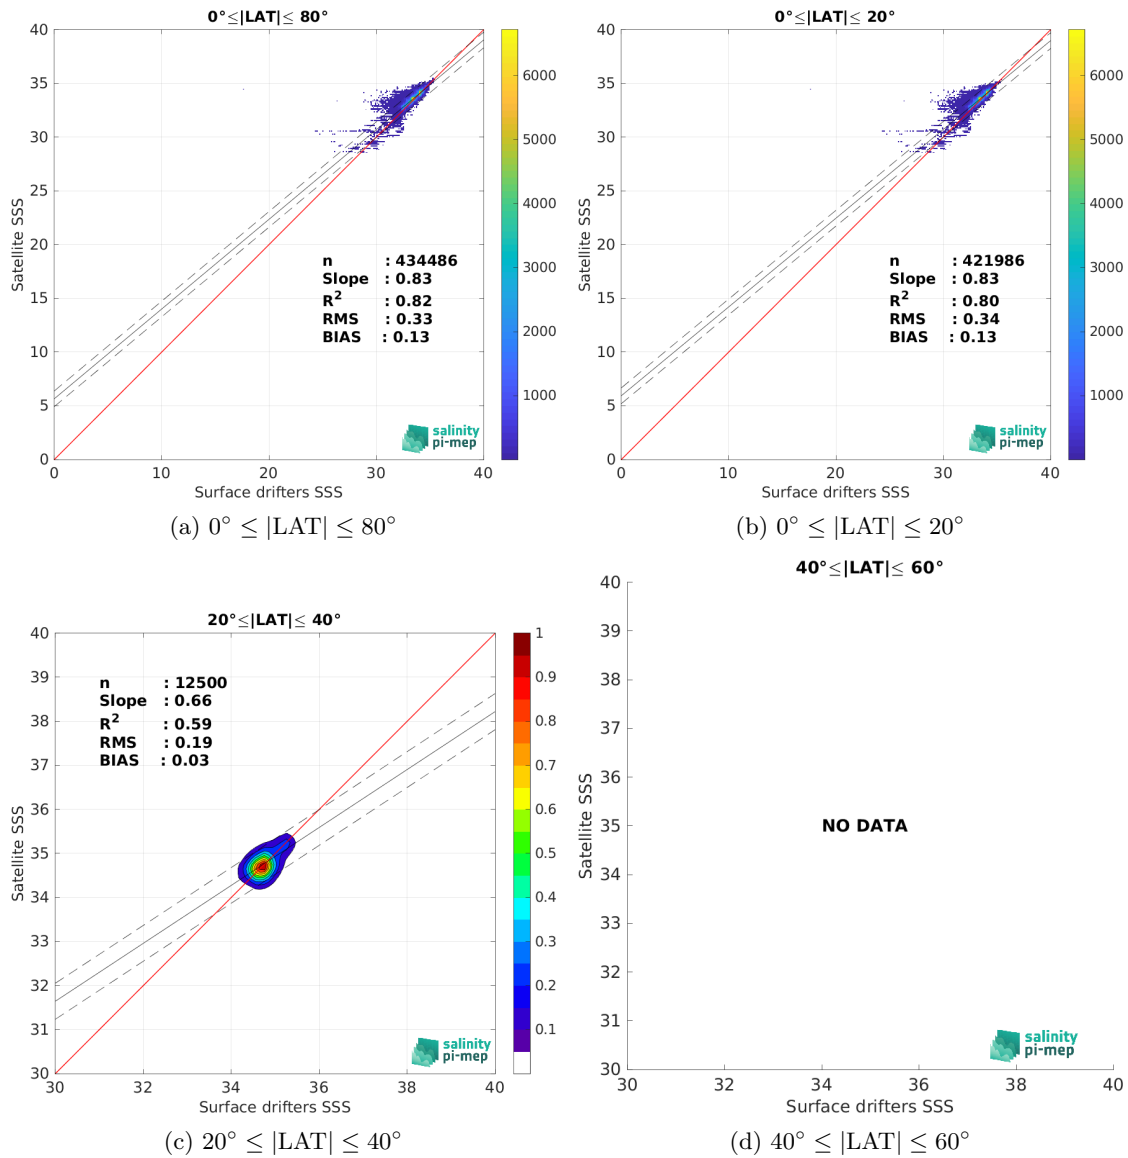 0°≤|LAT|≤ 80°
40
35
30
25
20
15
10
5
0
0
10
20
30
40
Satellite SSS
Surface drifters SSS
n : 434486
Slope : 0.83
R² : 0.82
RMS : 0.33
BIAS : 0.13
6000
5000
4000
3000
2000
1000
salinity
pi-mep
(a) 0° ≤ |LAT| ≤ 80°
0°≤|LAT|≤ 20°
40
35
30
25
20
15
10
5
0
0
10
20
30
40
Satellite SSS
Surface drifters SSS
n : 421986
Slope : 0.83
R² : 0.80
RMS : 0.34
BIAS : 0.13
6000
5000
4000
3000
2000
1000
salinity
pi-mep
(b) 0° ≤ |LAT| ≤ 20°
20°≤|LAT|≤ 40°
40
39
38
37
36
35
34
33
32
31
30
30
32
34
36
38
40
Satellite SSS
Surface drifters SSS
n : 12500
Slope : 0.66
R² : 0.59
RMS : 0.19
BIAS : 0.03
1
0.9
0.8
0.7
0.6
0.5
0.4
0.3
0.2
0.1
salinity
pi-mep
(c) 20° ≤ |LAT| ≤ 40°
40°≤|LAT|≤ 60°
40
39
38
37
36
35
34
33
32
31
30
30
32
34
36
38
40
Satellite SSS
Surface drifters SSS
NO DATA
salinity
pi-mep
(d) 40° ≤ |LAT| ≤ 60°